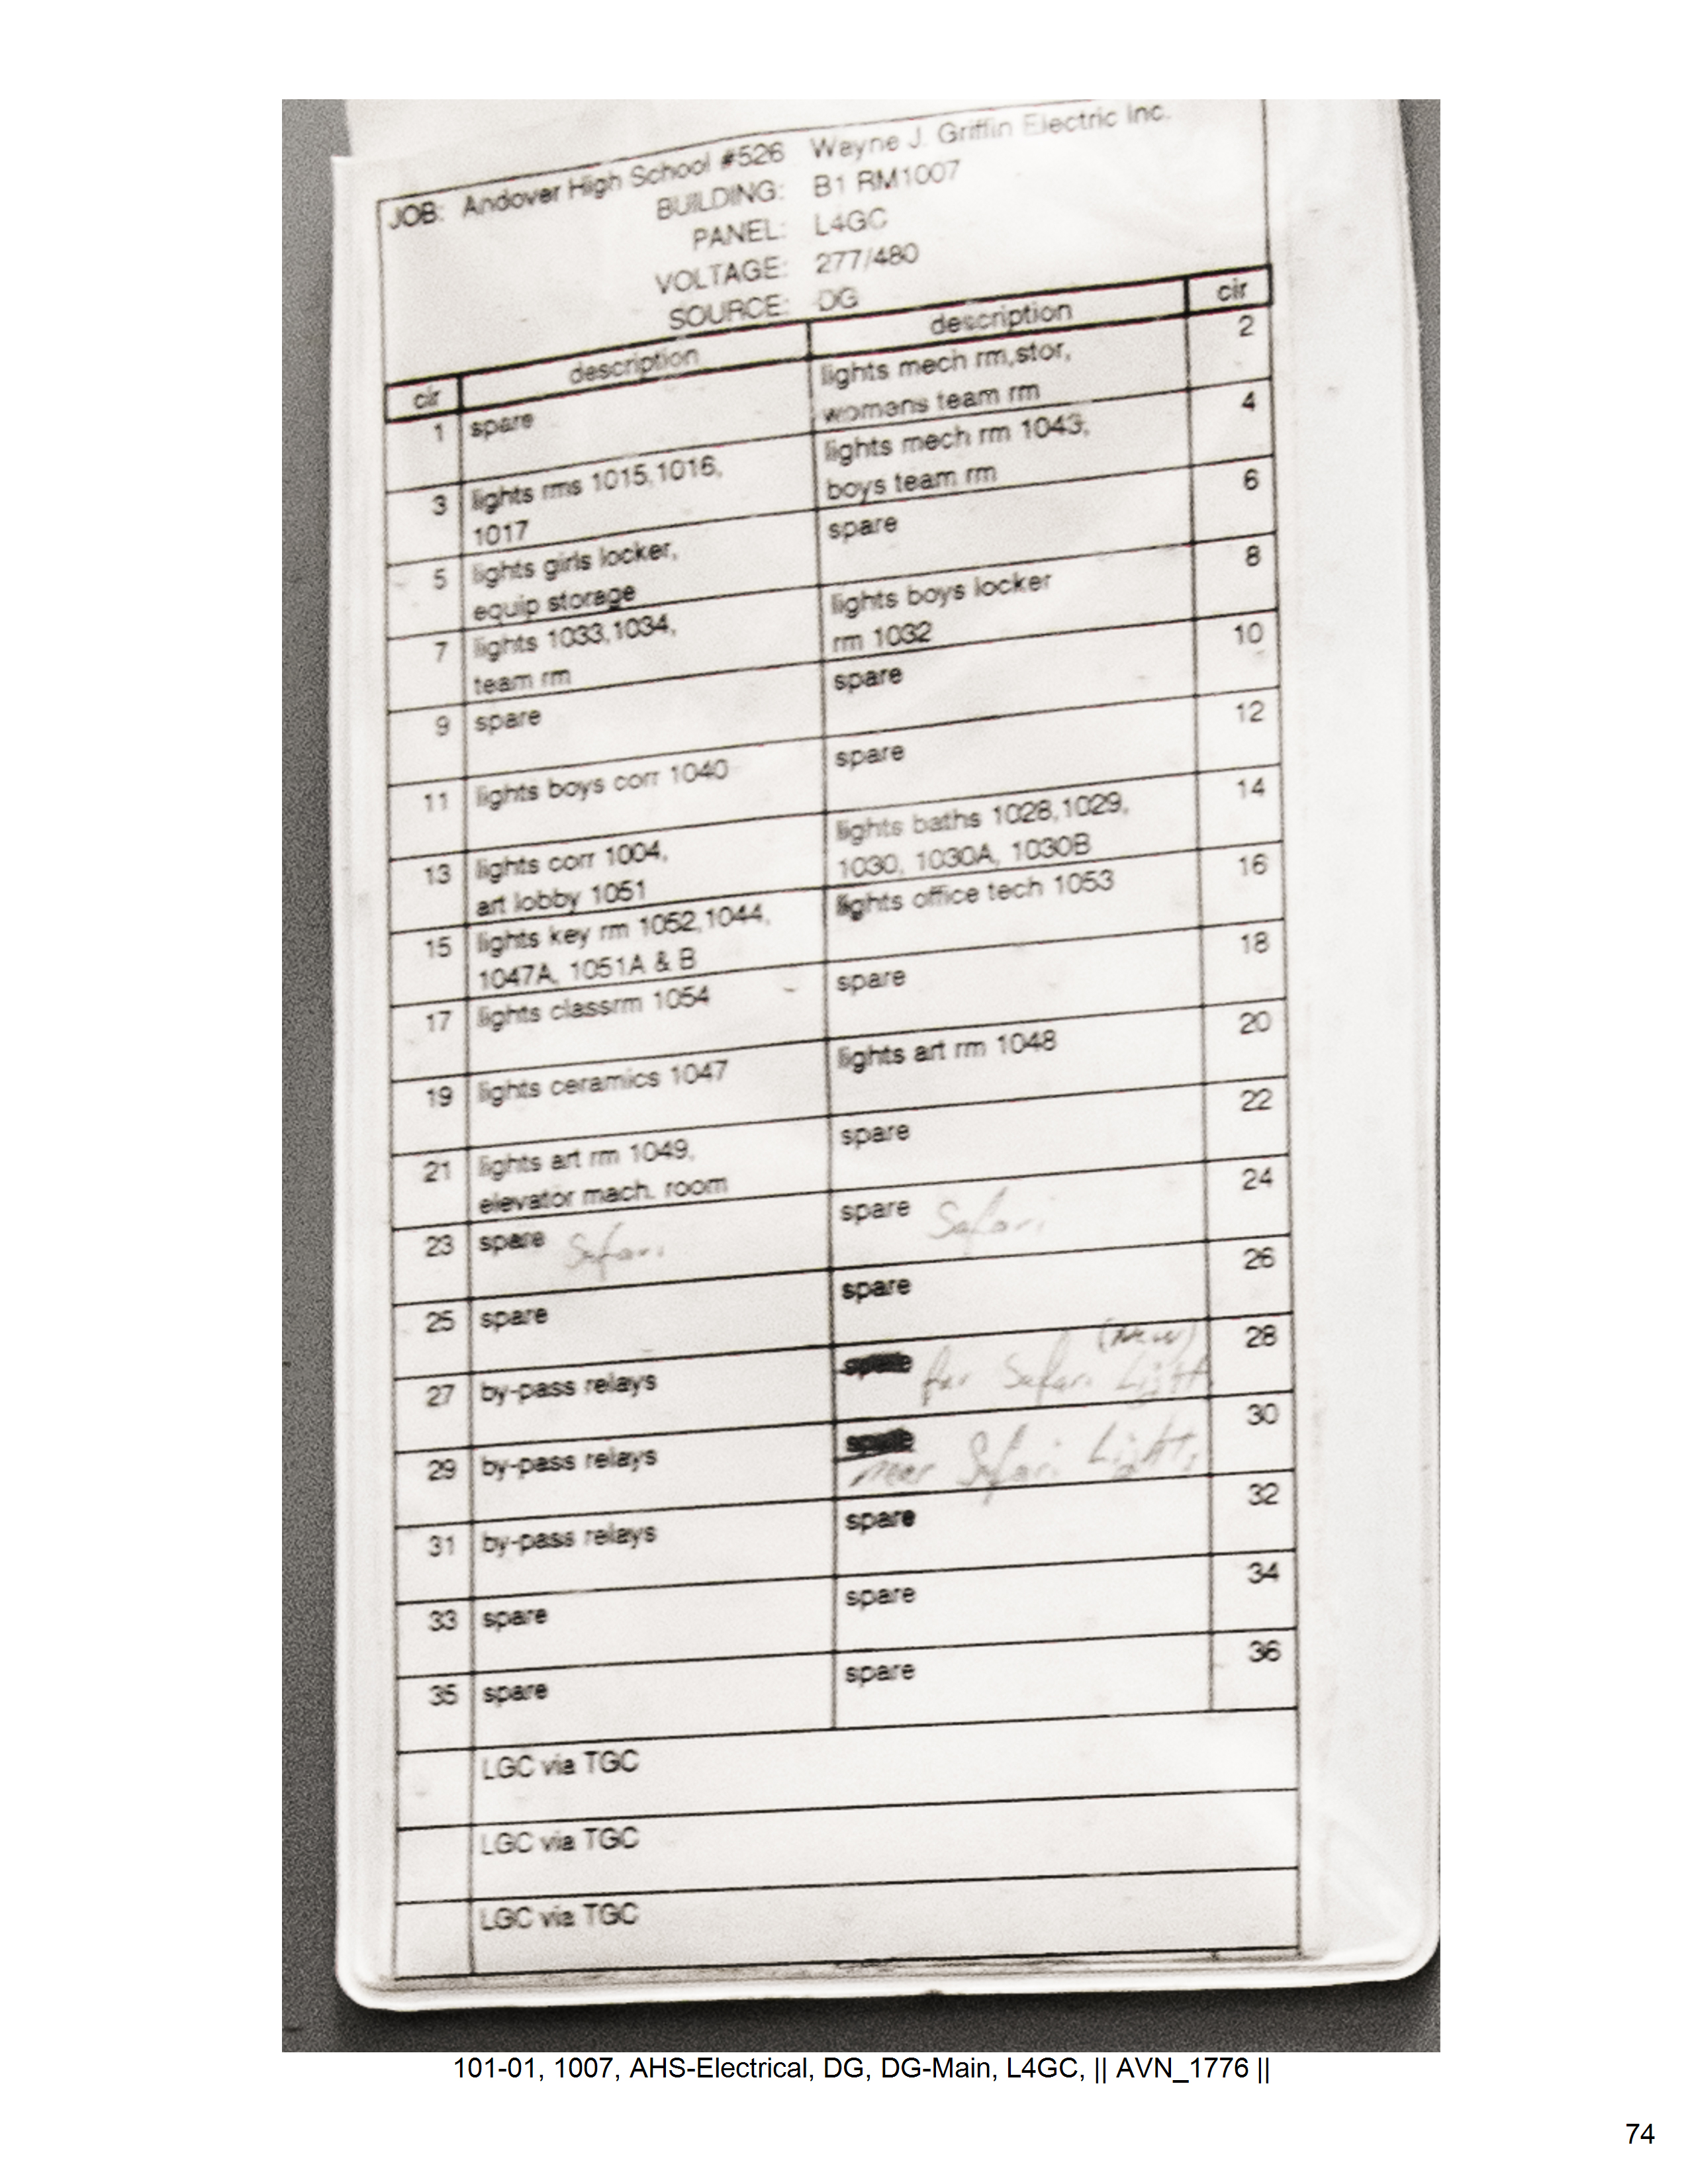 JOB: Andover High School #526 Wayne J. Griffin Electric Inc.
BUILDING: B1 RM1007
PANEL: L4GC
VOLTAGE: 277/480
SOURCE: DG
cir description description cir
1 spare lights mech rm,stor, 2
womans team rm
3 lights rms 1015,1016, lights mech rm 1043, 4
1017 boys team rm
5 lights girls locker, spare 6
equip storage
7 lights 1033,1034, lights boys locker 8
team rm rm 1032
9 spare spare 10
11 lights boys corr 1040 spare 12
13 lights corr 1004, lights baths 1028,1029, 14
art lobby 1051 1030, 1030A, 1030B
15 lights key rm 1052,1044, lights office tech 1053 16
1047A, 1051A & B
17 lights classrm 1054 spare 18
19 lights ceramics 1047 lights art rm 1048 20
21 lights art rm 1049, spare 22
elevator mach. room
23 spare Safari spare Safari 24
25 spare spare 26
27 by-pass relays spare for Safari Light (New) 28
29 by-pass relays spare Safari Lights 30
31 by-pass relays spare 32
33 spare spare 34
35 spare spare 36
LGC via TGC
LGC via TGC
LGC via TGC
101-01, 1007, AHS-Electrical, DG, DG-Main, L4GC, || AVN_1776 ||
74